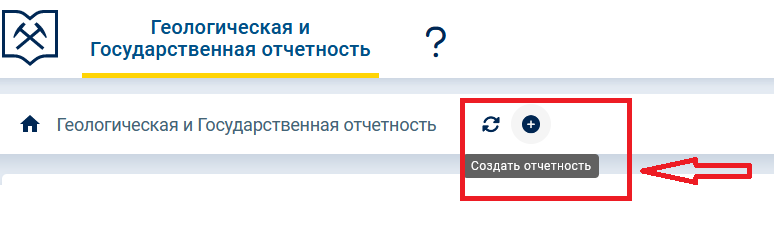 Геологическая и
Государственная отчетность
?
Геологическая и Государственная отчетность
Создать отчетность